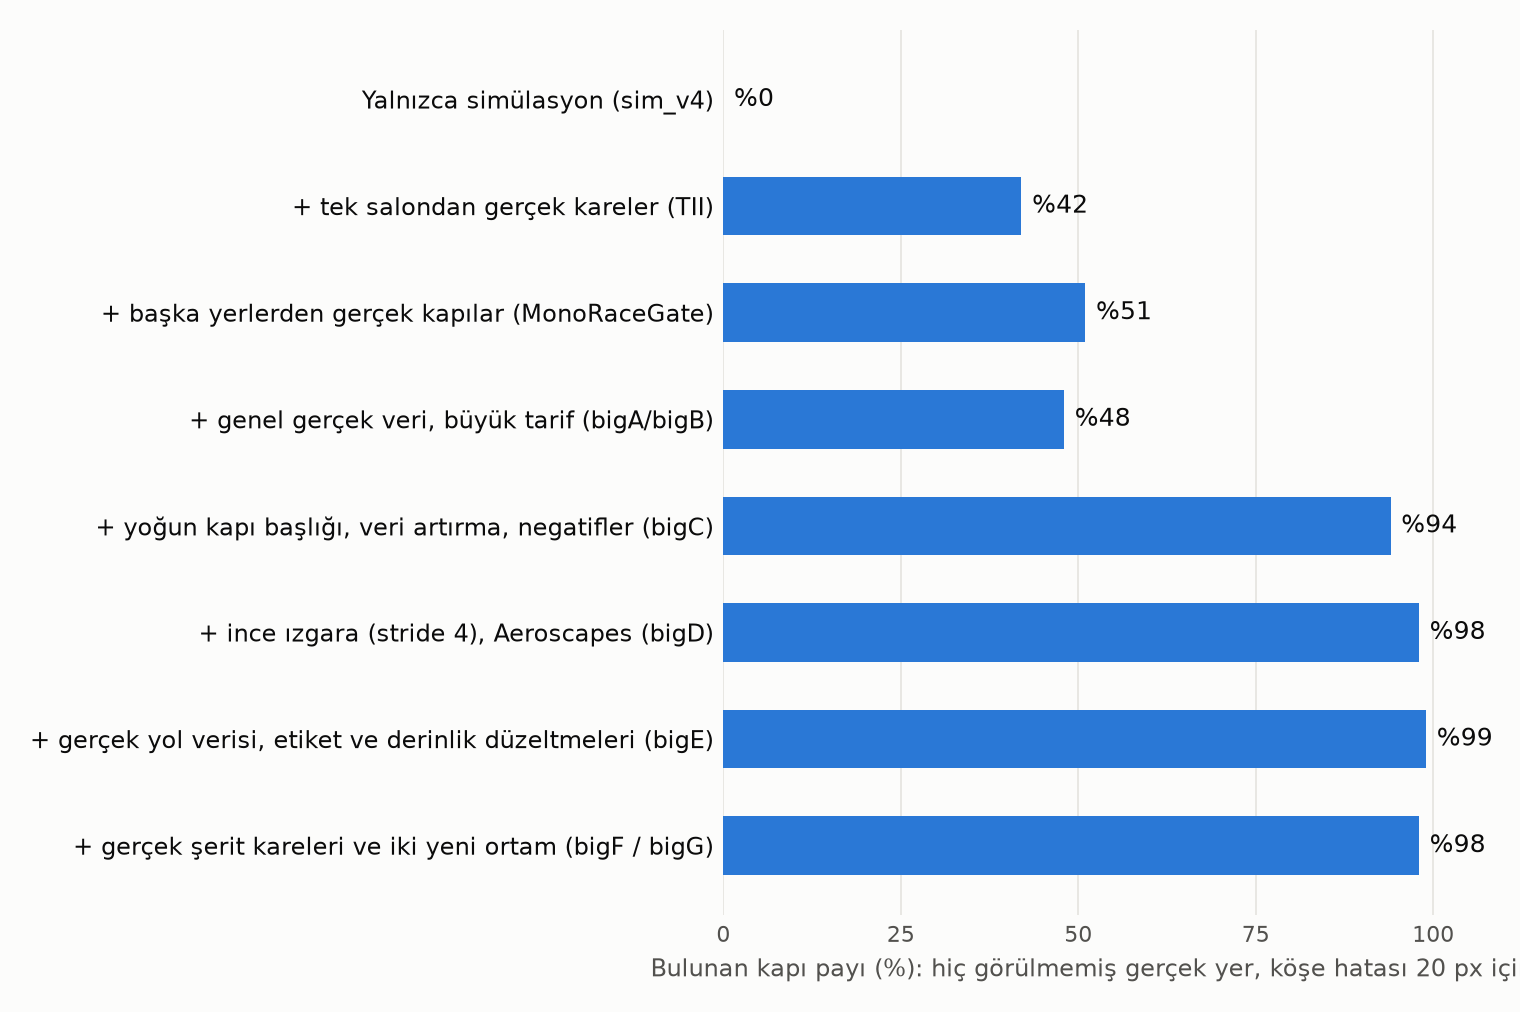 Yalnızca simülasyon (sim_v4) %0
+ tek salondan gerçek kareler (TII) %42
+ başka yerlerden gerçek kapılar (MonoRaceGate) %51
+ genel gerçek veri, büyük tarif (bigA/bigB) %48
+ yoğun kapı başlığı, veri artırma, negatifler (bigC) %94
+ ince ızgara (stride 4), Aeroscapes (bigD) %98
+ gerçek yol verisi, etiket ve derinlik düzeltmeleri (bigE) %99
+ gerçek şerit kareleri ve iki yeni ortam (bigF / bigG) %98
0 25 50 75 100
Bulunan kapı payı (%): hiç görülmemiş gerçek yer, köşe hatası 20 px içi